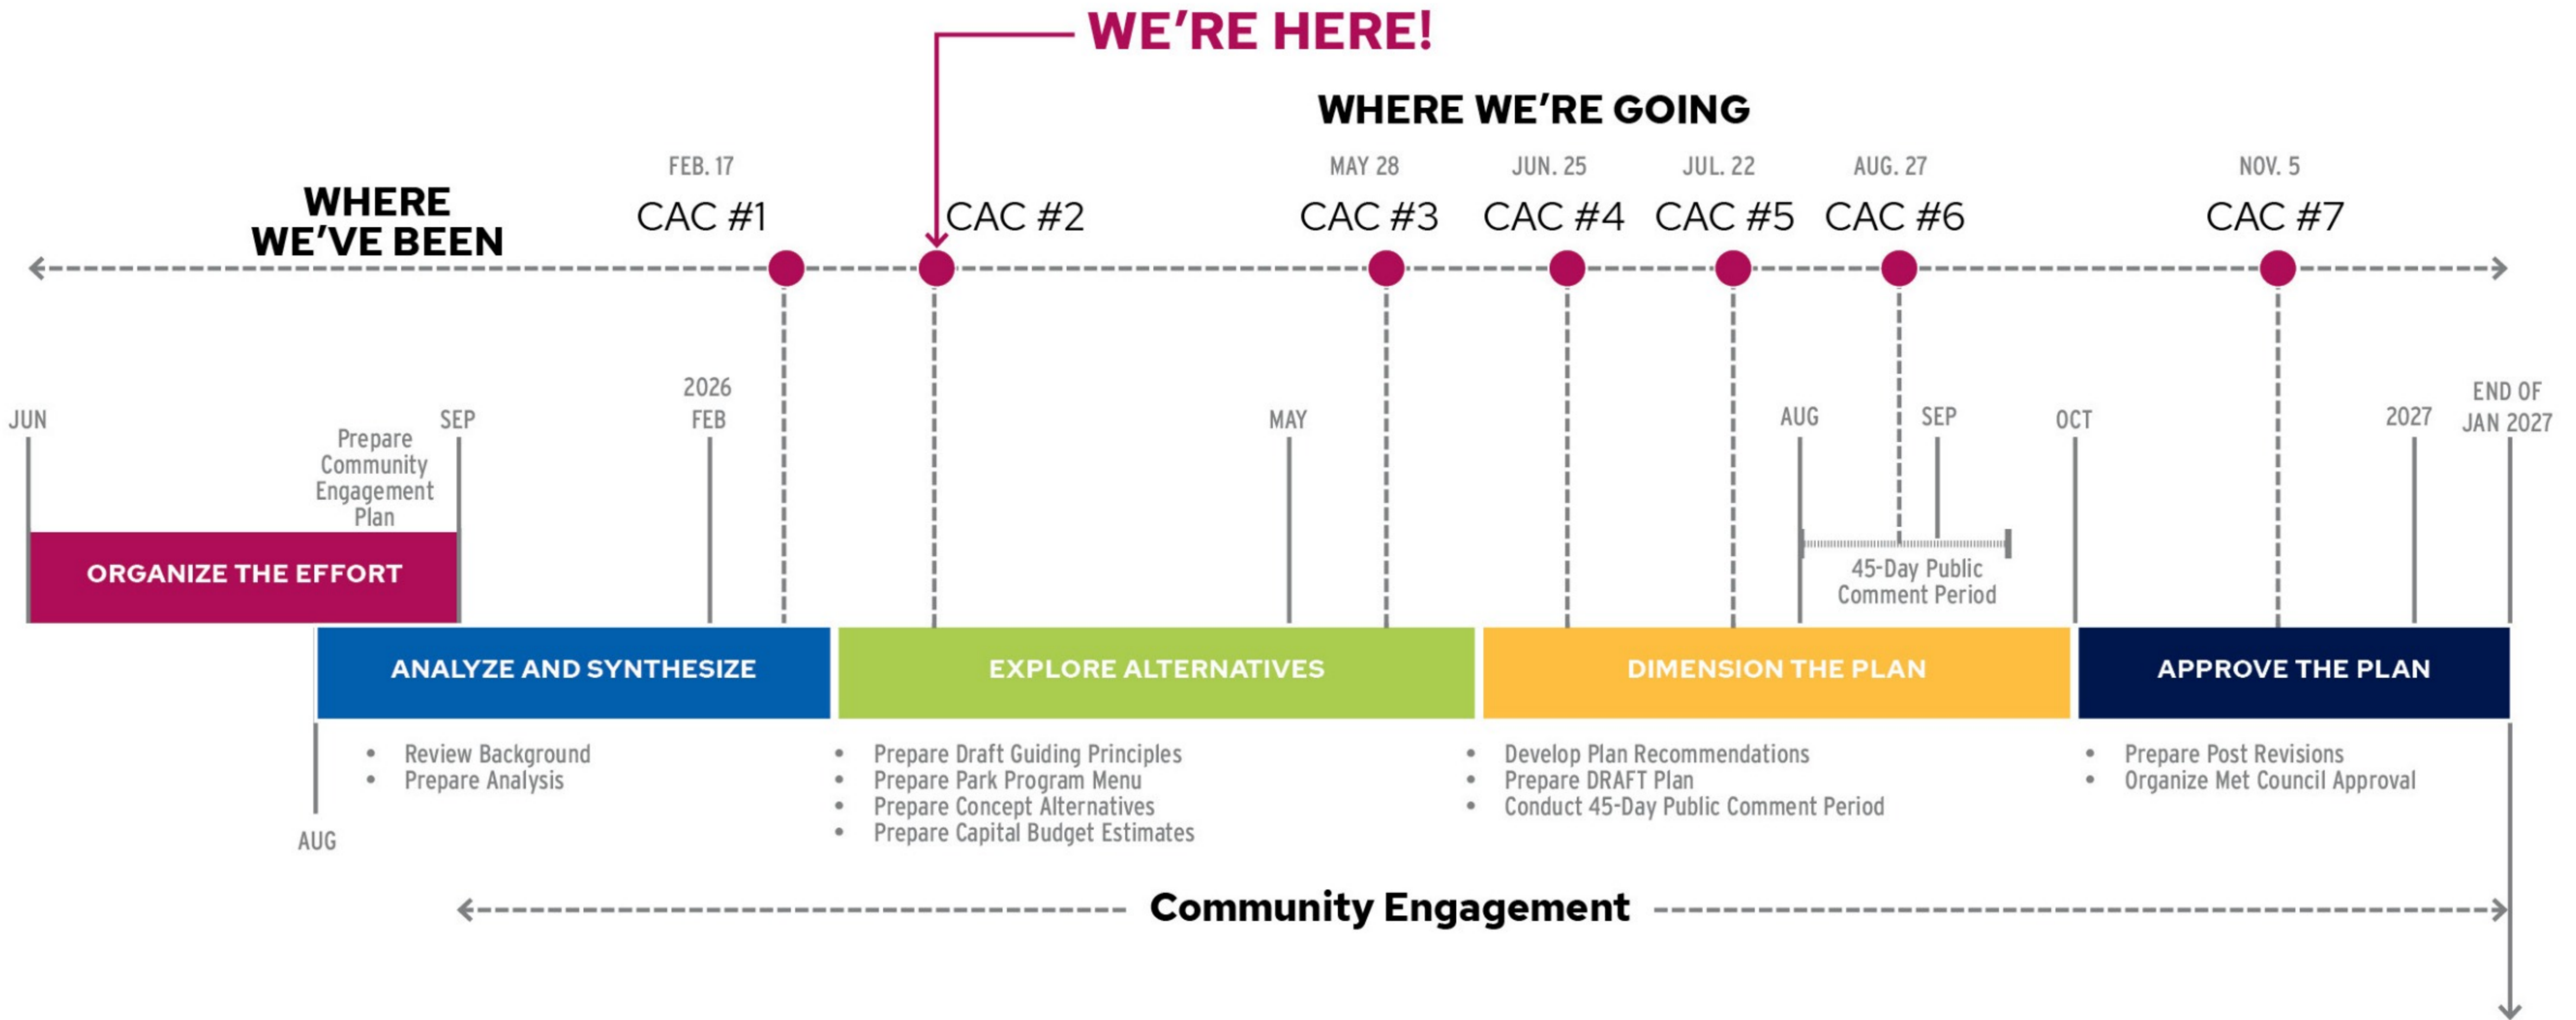 WE'RE HERE!
WHERE WE'RE GOING
WHERE
WE'VE BEEN
FEB. 17
CAC #1
CAC #2
MAY 28
CAC #3
JUN. 25
CAC #4
JUL. 22
CAC #5
AUG. 27
CAC #6
NOV. 5
CAC #7
JUN
Prepare
Community
Engagement
Plan
SEP
2026
FEB
MAY
AUG
SEP
OCT
2027
END OF
JAN 2027
45-Day Public
Comment Period
ORGANIZE THE EFFORT
ANALYZE AND SYNTHESIZE
EXPLORE ALTERNATIVES
DIMENSION THE PLAN
APPROVE THE PLAN
AUG
• Review Background
• Prepare Analysis
• Prepare Draft Guiding Principles
• Prepare Park Program Menu
• Prepare Concept Alternatives
• Prepare Capital Budget Estimates
• Develop Plan Recommendations
• Prepare DRAFT Plan
• Conduct 45-Day Public Comment Period
• Prepare Post Revisions
• Organize Met Council Approval
Community Engagement